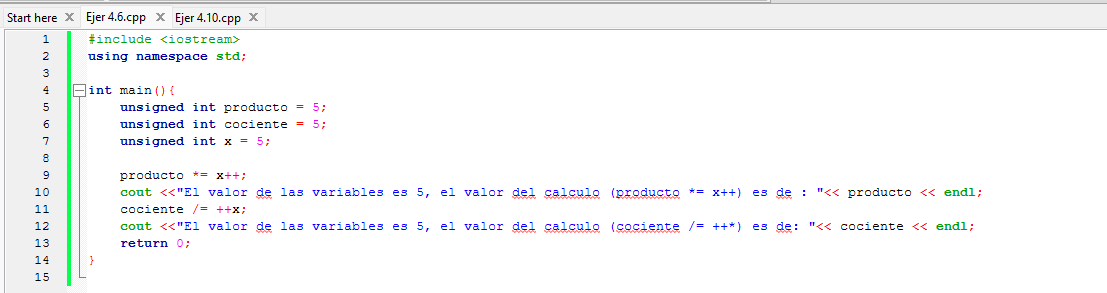 Start here X Ejer 4.6.cpp X Ejer 4.10.cpp X
1 #include <iostream>
2 using namespace std;
3
4 int main(){
5 unsigned int producto = 5;
6 unsigned int cociente = 5;
7 unsigned int x = 5;
8
9 producto *= x++;
10 cout <<"El valor de las variables es 5, el valor del calculo (producto *= x++) es de : "<< producto << endl;
11 cociente /= ++x;
12 cout <<"El valor de las variables es 5, el valor del calculo (cociente /= ++*) es de: "<< cociente << endl;
13 return 0;
14 }
15